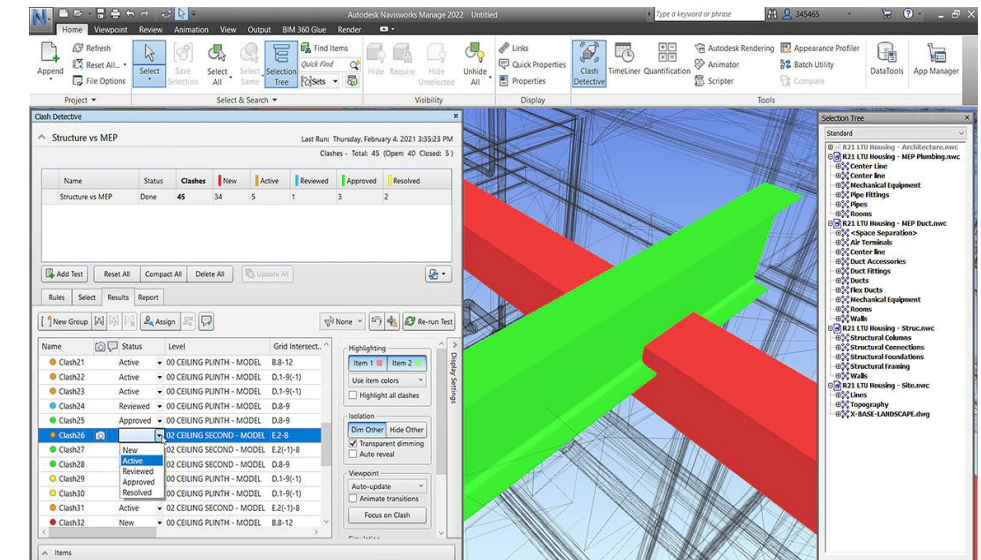 Autodesk Navisworks Manage 2022 Untitled
Type a keyword or phrase
345465
Home Viewpoint Review Animation View Output BIM 360 Glue Render
Append
Refresh
Reset All...
File Options
Project
Select
Save Selection
Select All
Select Same
Selection Tree
Find Items
Quick Find
Sets
Select & Search
Hide
Require
Hide Unselected
Unhide All
Visibility
Links
Quick Properties
Properties
Display
Clash Detective
TimeLiner
Quantification
Autodesk Rendering
Animator
Scripter
Appearance Profiler
Batch Utility
Compare
DataTools
App Manager
Tools
Clash Detective
Structure vs MEP
Last Run: Thursday, February 4, 2021 3:35:23 PM
Clashes - Total: 45 (Open: 40 Closed: 5)
Name Status Clashes New Active Reviewed Approved Resolved
Structure vs MEP Done 45 34 5 1 3 2
Add Test Reset All Compact All Delete All Update All
Rules Select Results Report
New Group Assign None Re-run Test
Name Status Level Grid Intersect..
Clash21 Active 00 CEILING PLINTH - MODEL B.8-12
Clash22 Active 00 CEILING PLINTH - MODEL D.1-9(-1)
Clash23 Active 00 CEILING PLINTH - MODEL D.1-9(-1)
Clash24 Reviewed 00 CEILING PLINTH - MODEL D.8-9
Clash25 Approved 00 CEILING PLINTH - MODEL D.8-9
Clash26 02 CEILING SECOND - MODEL E.2-8
Clash27 02 CEILING SECOND - MODEL E.2(-1)-8
Clash28 02 CEILING SECOND - MODEL D.8-9
Clash29 00 CEILING PLINTH - MODEL D.1-9(-1)
Clash30 00 CEILING PLINTH - MODEL D.1-9(-1)
Clash31 Active 02 CEILING SECOND - MODEL E.2(-1)-8
Clash32 New 00 CEILING PLINTH - MODEL B.8-12
New
Active
Reviewed
Approved
Resolved
Items
Display Settings
Highlighting
Item 1 Item 2
Use item colors
Highlight all clashes
Isolation
Dim Other Hide Other
Transparent dimming
Auto reveal
Viewpoint
Auto-update
Animate transitions
Focus on Clash
Selection Tree
Standard
R21 LTU Housing - Architecture.nwc
R21 LTU Housing - MEP Plumbing.nwc
Center Line
Center line
Mechanical Equipment
Pipe Fittings
Pipes
Rooms
R21 LTU Housing - MEP Duct.nwc
<Space Separation>
Air Terminals
Center line
Duct Accessories
Duct Fittings
Ducts
Flex Ducts
Mechanical Equipment
Rooms
Walls
R21 LTU Housing - Struc.nwc
Structural Columns
Structural Connections
Structural Foundations
Structural Framing
Walls
R21 LTU Housing - Site.nwc
Lines
Topography
X-BASE-LANDSCAPE.dwg